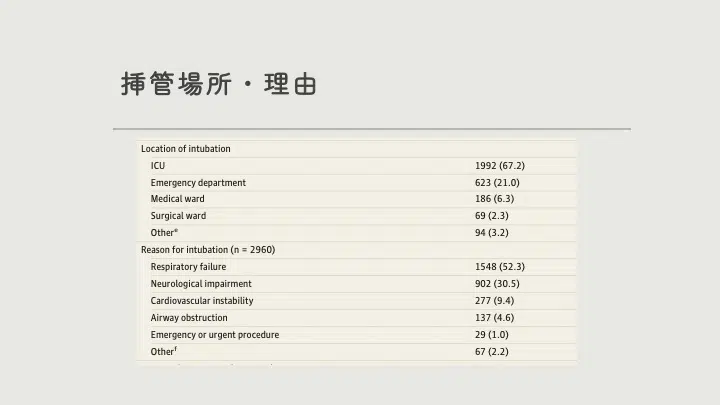 挿管場所・理由
Location of intubation
ICU 1992 (67.2)
Emergency department 623 (21.0)
Medical ward 186 (6.3)
Surgical ward 69 (2.3)
Otherᵉ 94 (3.2)
Reason for intubation (n = 2960)
Respiratory failure 1548 (52.3)
Neurological impairment 902 (30.5)
Cardiovascular instability 277 (9.4)
Airway obstruction 137 (4.6)
Emergency or urgent procedure 29 (1.0)
Otherᶠ 67 (2.2)